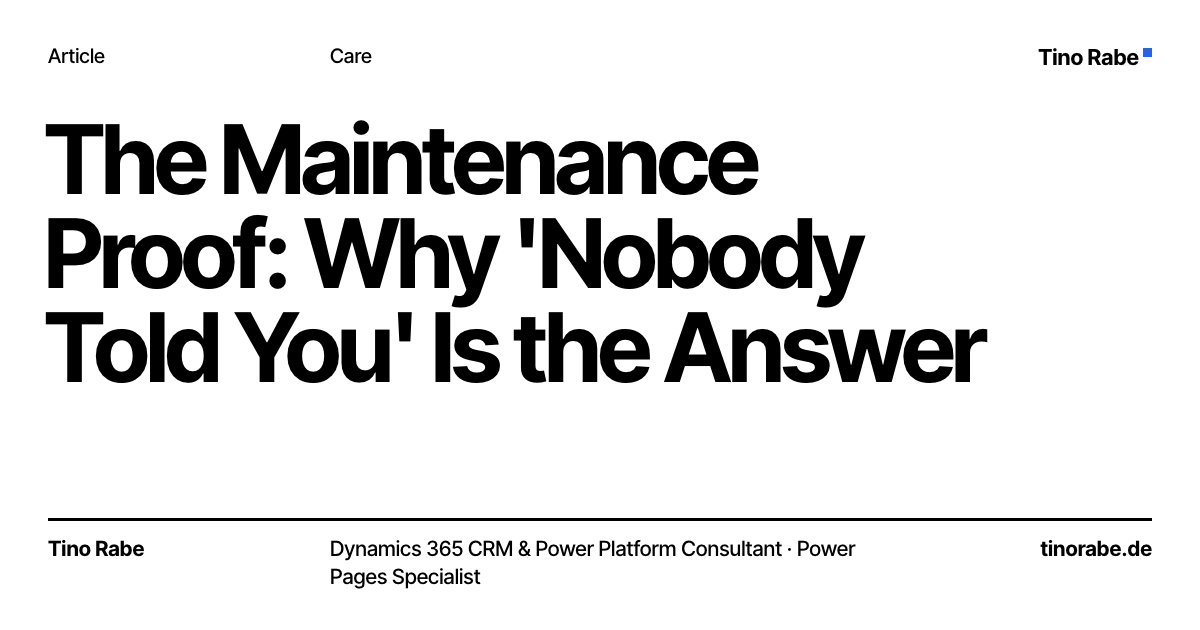 Article
Care
Tino Rabe
The Maintenance
Proof: Why 'Nobody
Told You' Is the Answer
Tino Rabe
Dynamics 365 CRM & Power Platform Consultant · Power
Pages Specialist
tinorabe.de